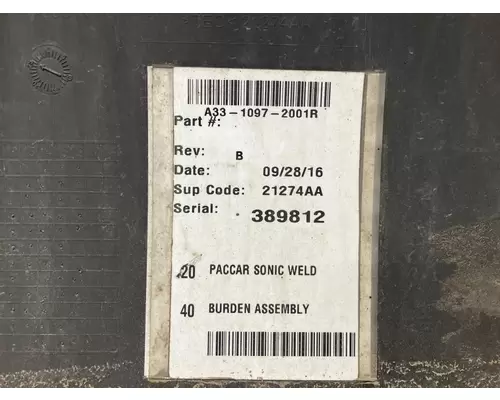 A33-1097-2001R
Part #:
Rev: B
Date: 09/28/16
Sup Code: 21274AA
Serial: 389812
20 PACCAR SONIC WELD
40 BURDEN ASSEMBLY